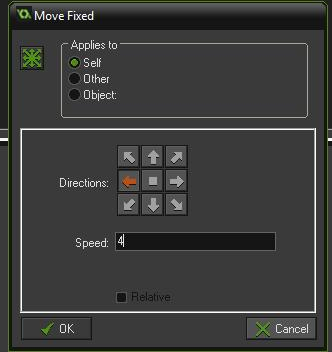 Move Fixed
Applies to
Self
Other
Object:
Directions:
Speed: 4
Relative
OK
Cancel